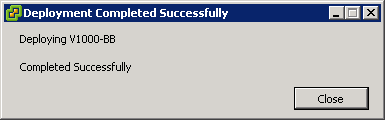 Deployment Completed Successfully
Deploying V1000-BB
Completed Successfully
Close